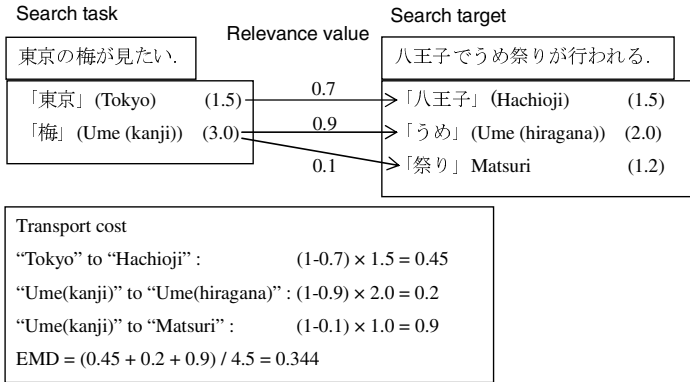 Search task
Search target
Relevance value
東京の梅が見たい.
八王子でうめ祭りが行われる.
「東京」(Tokyo) (1.5)
0.7
「八王子」(Hachioji) (1.5)
「梅」(Ume (kanji)) (3.0)
0.9
「うめ」(Ume (hiragana)) (2.0)
0.1
「祭り」Matsuri (1.2)
Transport cost
“Tokyo” to “Hachioji” : (1-0.7) × 1.5 = 0.45
“Ume(kanji)” to “Ume(hiragana)” : (1-0.9) × 2.0 = 0.2
“Ume(kanji)” to “Matsuri” : (1-0.1) × 1.0 = 0.9
EMD = (0.45 + 0.2 + 0.9) / 4.5 = 0.344